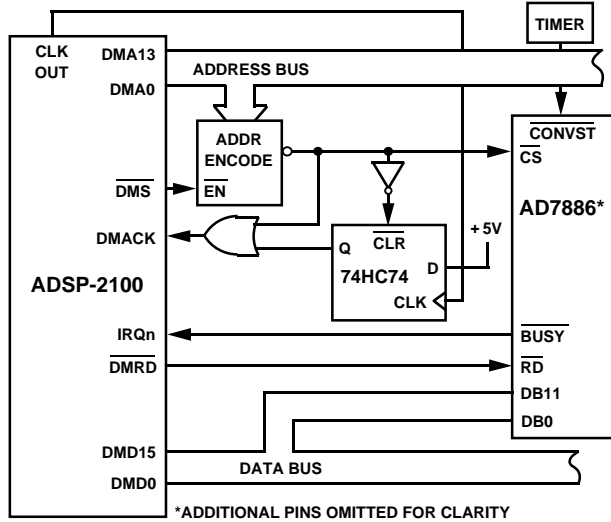 TIMER
CLK
OUT
DMA13
DMA0
ADDRESS BUS
ADDR
ENCODE
EN
CONVST
CS
AD7886*
DMS
DMACK
Q
CLR
+5V
74HC74
D
CLK
ADSP-2100
IRQn
BUSY
DMRD
RD
DB11
DB0
DMD15
DATA BUS
DMD0
*ADDITIONAL PINS OMITTED FOR CLARITY